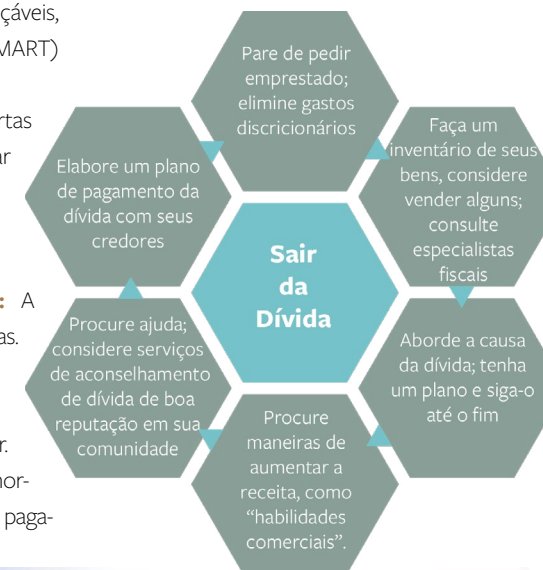 çáveis,
MART)
rtas
ar
: A
as.
r.
nor-
paga-
Pare de pedir
emprestado;
elimine gastos
discricionários
Faça um
inventário de seus
bens, considere
vender alguns;
consulte
especialistas
fiscais
Aborde a causa
da dívida; tenha
um plano e siga-o
até o fim
Procure
maneiras de
aumentar a
receita, como
“habilidades
comerciais”.
Procure ajuda;
considere serviços
de aconselhamento
de dívida de boa
reputação em sua
comunidade
Elabore um plano
de pagamento da
dívida com seus
credores
Sair
da
Dívida